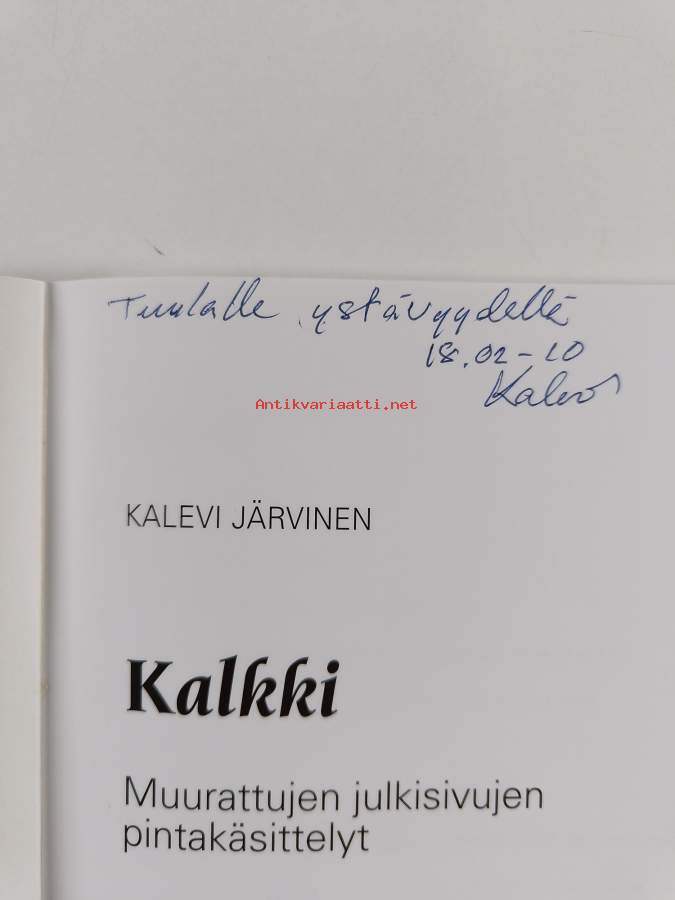 Tuulalle ystävyydellä
18.02-10
Kalevi
Antikvariaatti.net
KALEVI JÄRVINEN
Kalkki
Muurattujen julkisivujen
pintakäsittelyt